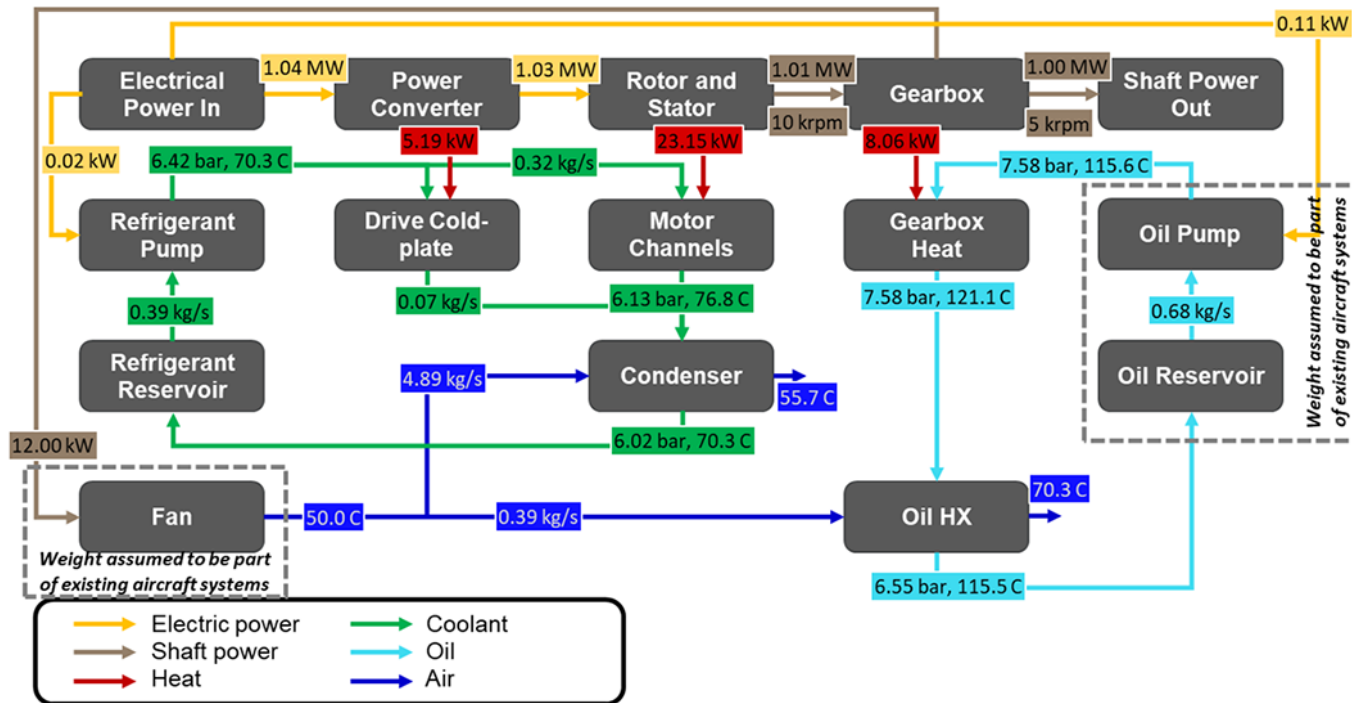 0.11 kW
Electrical
Power In
1.04 MW
Power
Converter
1.03 MW
Rotor and
Stator
1.01 MW
10 krpm
Gearbox
1.00 MW
5 krpm
Shaft Power
Out
0.02 kW
6.42 bar, 70.3 C
5.19 kW
0.32 kg/s
23.15 kW
8.06 kW
7.58 bar, 115.6 C
Refrigerant
Pump
Drive Cold-
plate
Motor
Channels
Gearbox
Heat
Oil Pump
Weight assumed to be part
of existing aircraft systems
0.39 kg/s
0.07 kg/s
6.13 bar, 76.8 C
7.58 bar, 121.1 C
0.68 kg/s
Refrigerant
Reservoir
4.89 kg/s
Condenser
55.7 C
Oil Reservoir
12.00 kW
6.02 bar, 70.3 C
Fan
50.0 C
0.39 kg/s
Oil HX
70.3 C
Weight assumed to be part
of existing aircraft systems
6.55 bar, 115.5 C
Electric power
Shaft power
Heat
Coolant
Oil
Air